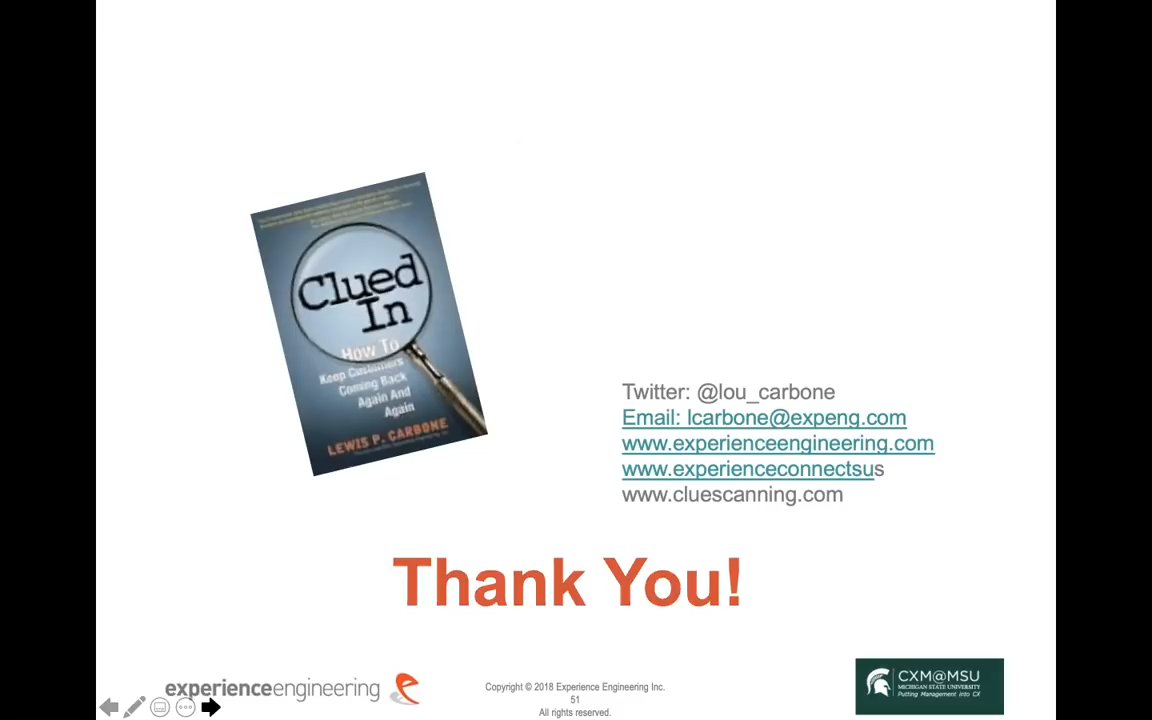 Clued
In
How To
Keep Customers
Coming Back
Again And
Again
LEWIS P. CARBONE
Twitter: @lou_carbone
Email: lcarbone@expeng.com
www.experienceengineering.com
www.experienceconnectsus
www.cluescanning.com
Thank You!
experienceengineering
Copyright © 2018 Experience Engineering Inc.
51
All rights reserved.
CXM@MSU
MICHIGAN STATE UNIVERSITY
Putting Management into CX